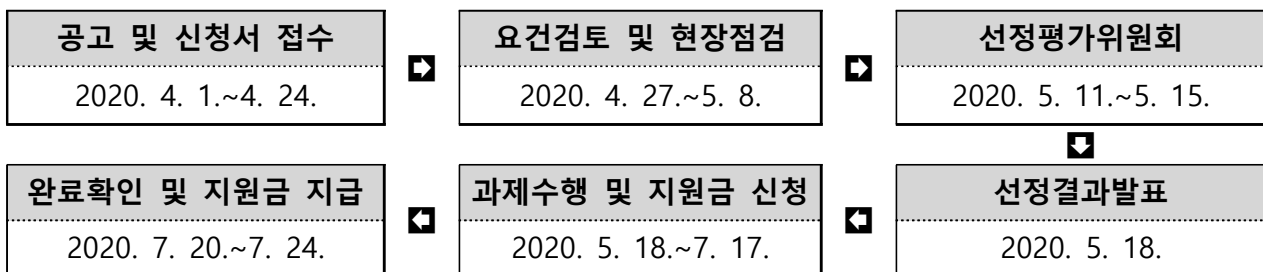 공고 및 신청서 접수
2020. 4. 1.~4. 24.
요건검토 및 현장점검
2020. 4. 27.~5. 8.
선정평가위원회
2020. 5. 11.~5. 15.
선정결과발표
2020. 5. 18.
과제수행 및 지원금 신청
2020. 5. 18.~7. 17.
완료확인 및 지원금 지급
2020. 7. 20.~7. 24.